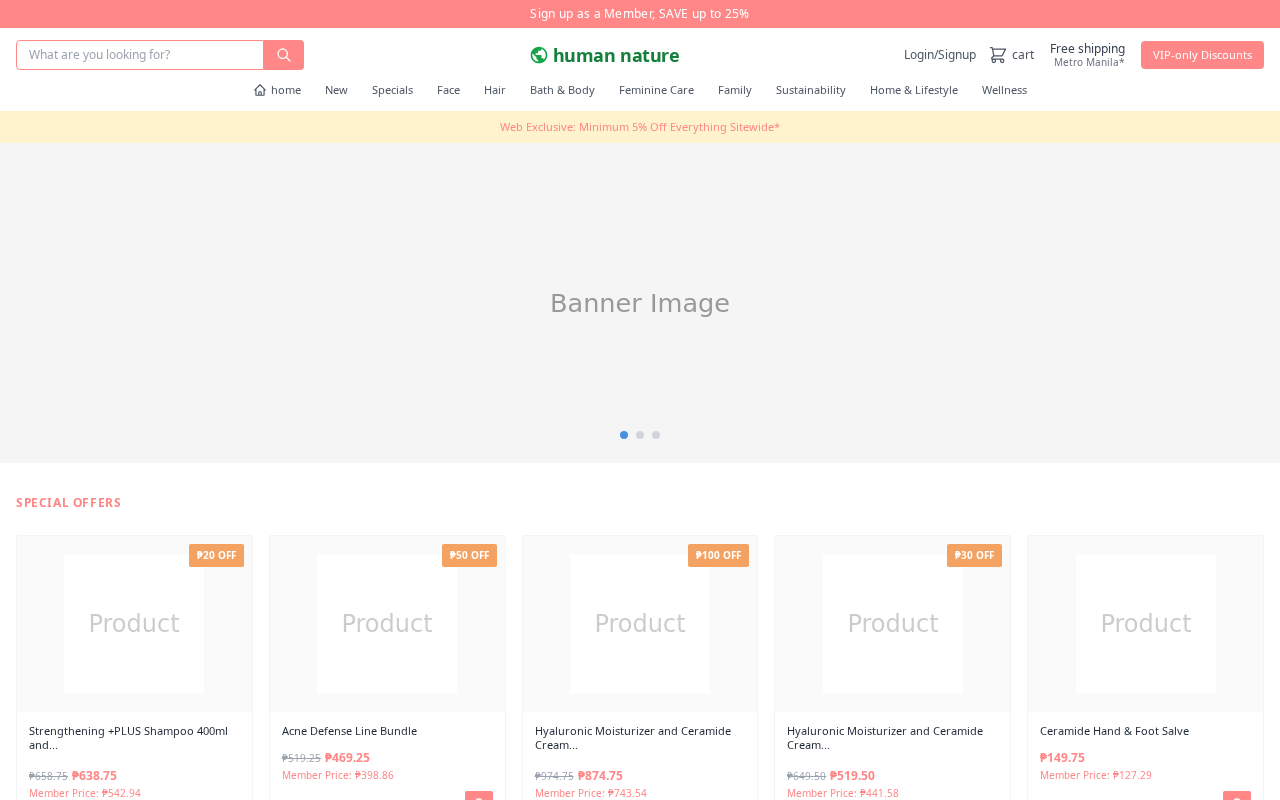 Sign up as a Member, SAVE up to 25%
What are you looking for?
human nature
Login/Signup
cart
Free shipping
Metro Manila*
VIP-only Discounts
home
New
Specials
Face
Hair
Bath & Body
Feminine Care
Family
Sustainability
Home & Lifestyle
Wellness
Web Exclusive: Minimum 5% Off Everything Sitewide*
Banner Image
SPECIAL OFFERS
₱20 OFF
Product
Strengthening +PLUS Shampoo 400ml
and...
₱658.75 ₱638.75
Member Price: ₱542.94
₱50 OFF
Product
Acne Defense Line Bundle
₱519.25 ₱469.25
Member Price: ₱398.86
₱100 OFF
Product
Hyaluronic Moisturizer and Ceramide
Cream...
₱974.75 ₱874.75
Member Price: ₱743.54
₱30 OFF
Product
Hyaluronic Moisturizer and Ceramide
Cream...
₱649.50 ₱519.50
Member Price: ₱441.58
Product
Ceramide Hand & Foot Salve
₱149.75
Member Price: ₱127.29